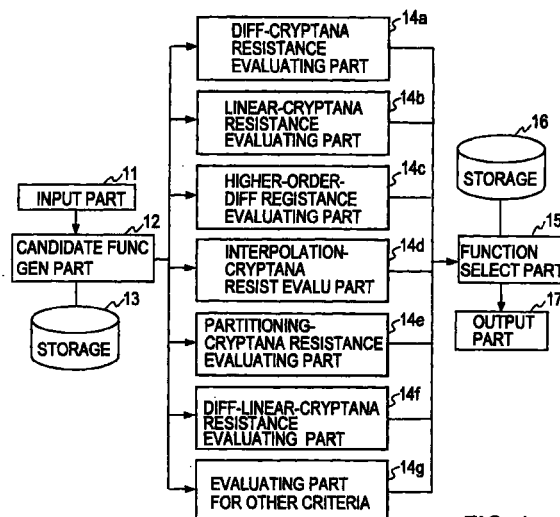 11
INPUT PART
12
CANDIDATE FUNC
GEN PART
13
STORAGE
14a
DIFF-CRYPTANA
RESISTANCE
EVALUATING PART
14b
LINEAR-CRYPTANA
RESISTANCE
EVALUATING PART
14c
HIGHER-ORDER-
DIFF REGISTANCE
EVALUATING PART
14d
INTERPOLATION-
CRYPTANA
RESIST EVALU PART
14e
PARTITIONING-
CRYPTANA RESISTANCE
EVALUATING PART
14f
DIFF-LINEAR-CRYPTANA
RESISTANCE
EVALUATING PART
14g
EVALUATING PART
FOR OTHER CRITERIA
16
STORAGE
15
FUNCTION
SELECT PART
17
OUTPUT
PART